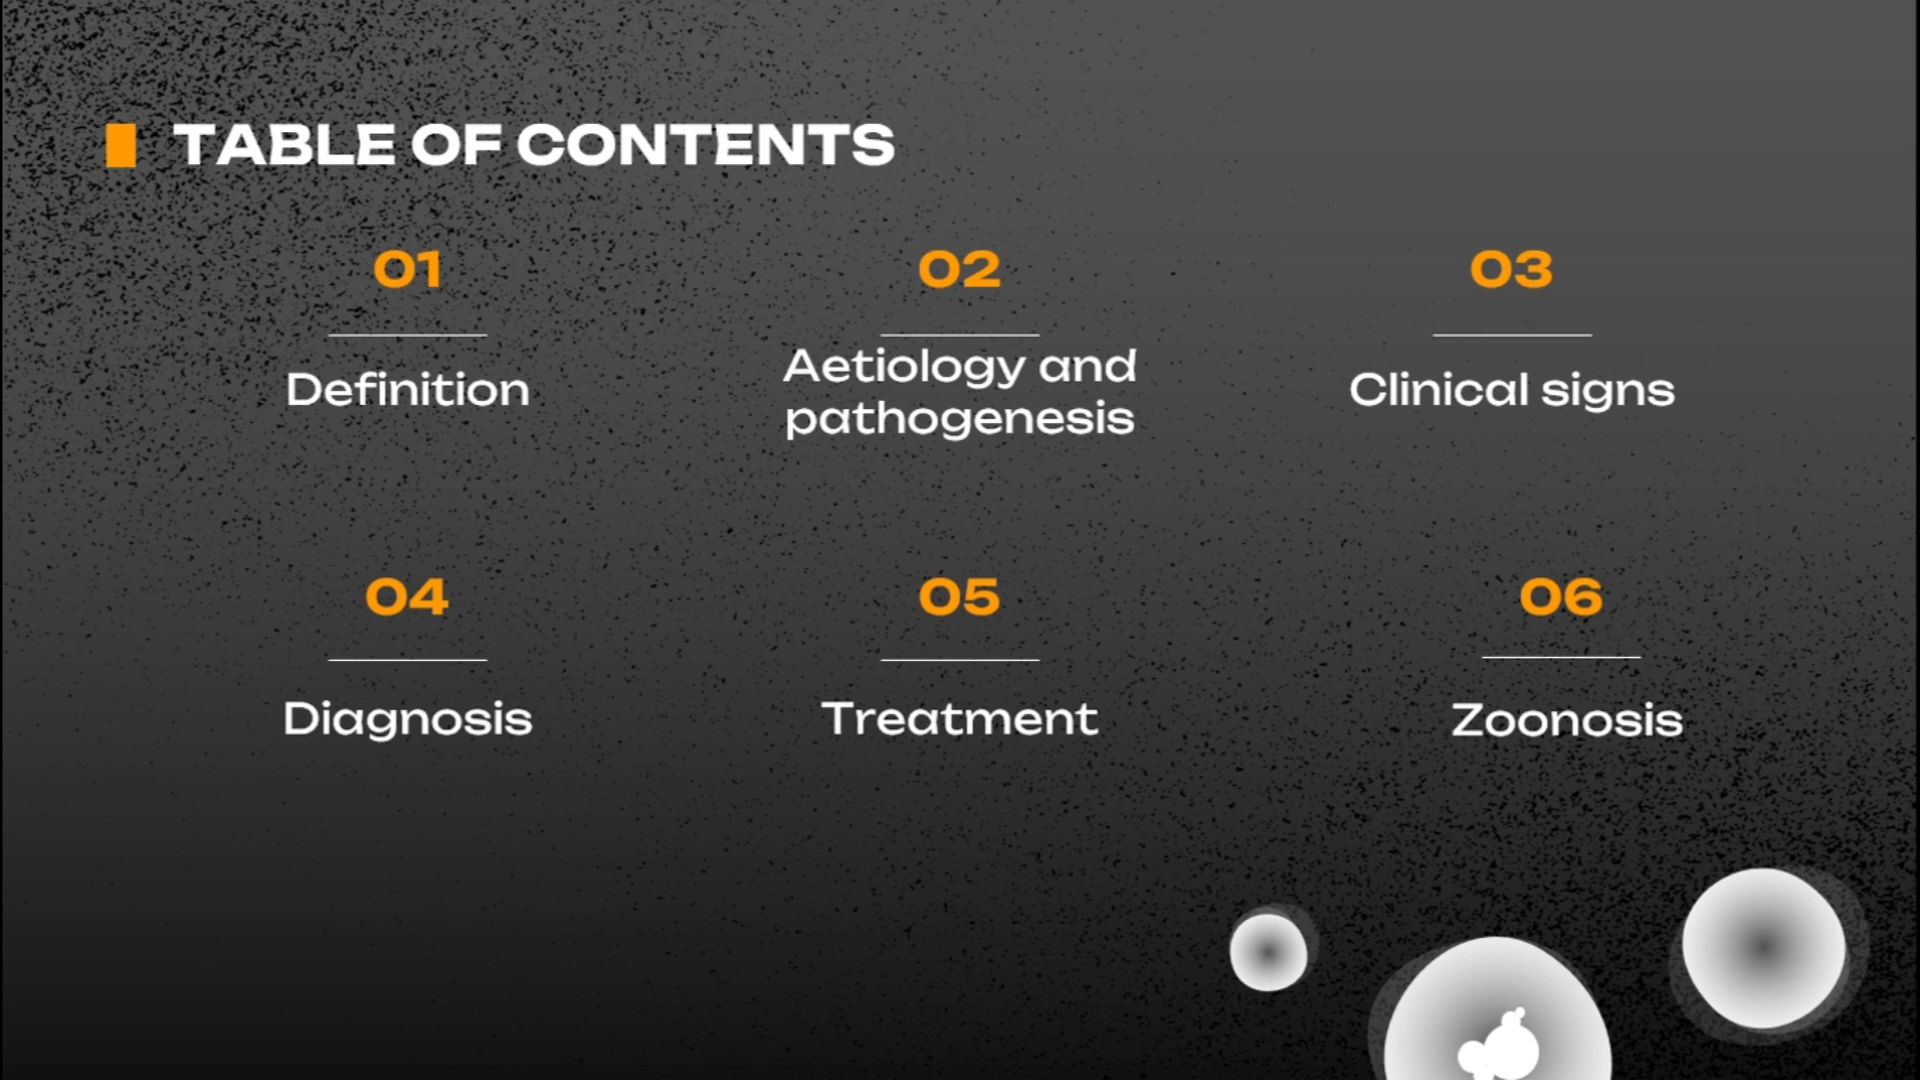 TABLE OF CONTENTS
01
Definition
02
Aetiology and
pathogenesis
03
Clinical signs
04
Diagnosis
05
Treatment
06
Zoonosis